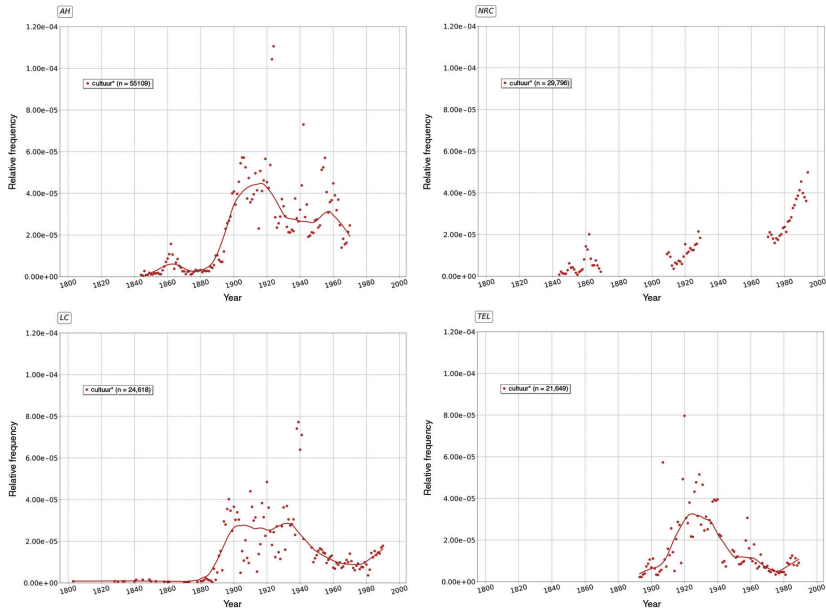 AH
1.20e-04
1.00e-04
8.00e-05
6.00e-05
4.00e-05
2.00e-05
0.00e+00
Relative frequency
cultuur* (n = 55109)
1800 1820 1840 1860 1880 1900 1920 1940 1960 1980 2000
Year
NRC
1.20e-04
1.00e-04
8.00e-05
6.00e-05
4.00e-05
2.00e-05
0.00e+00
Relative frequency
cultuur* (n = 29,796)
1800 1820 1840 1860 1880 1900 1920 1940 1960 1980 2000
Year
LC
1.20e-04
1.00e-04
8.00e-05
6.00e-05
4.00e-05
2.00e-05
0.00e+00
Relative frequency
cultuur* (n = 24,618)
1800 1820 1840 1860 1880 1900 1920 1940 1960 1980 2000
Year
TEL
1.20e-04
1.00e-04
8.00e-05
6.00e-05
4.00e-05
2.00e-05
0.00e+00
Relative frequency
cultuur* (n = 21,649)
1800 1820 1840 1860 1880 1900 1920 1940 1960 1980 2000
Year